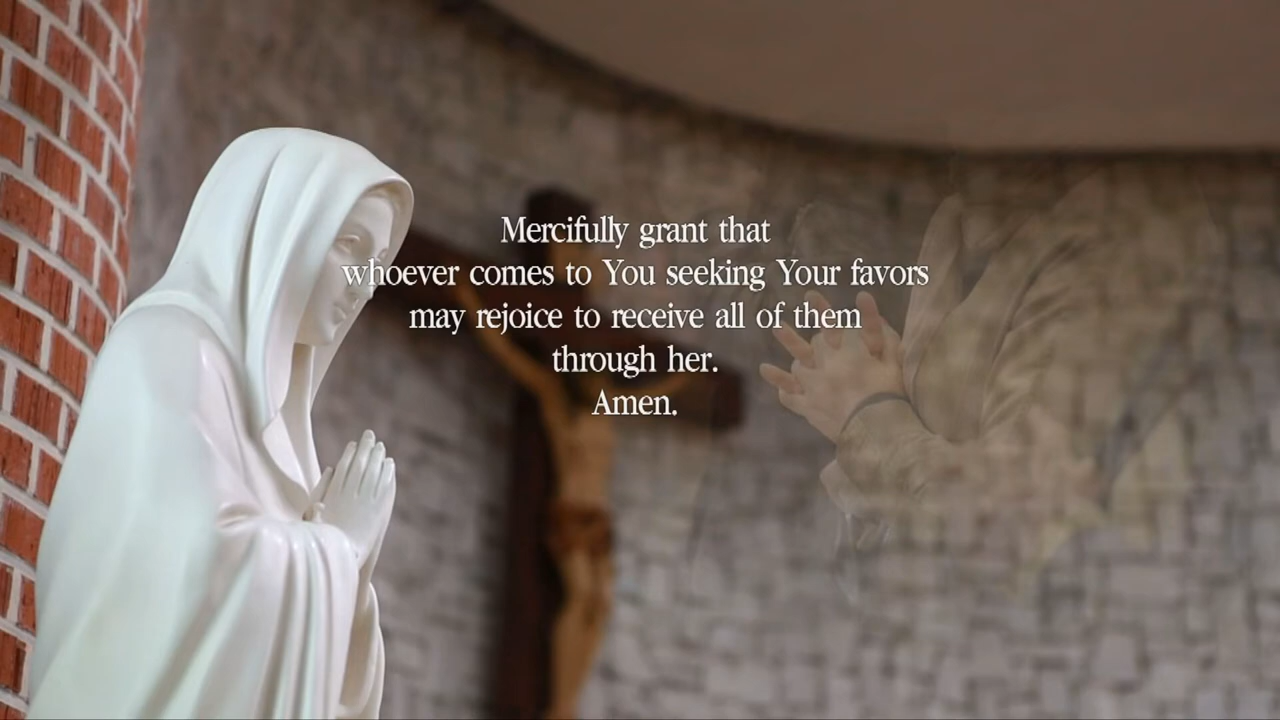 Mercifully grant that
whoever comes to You seeking Your favors
may rejoice to receive all of them
through her.
Amen.